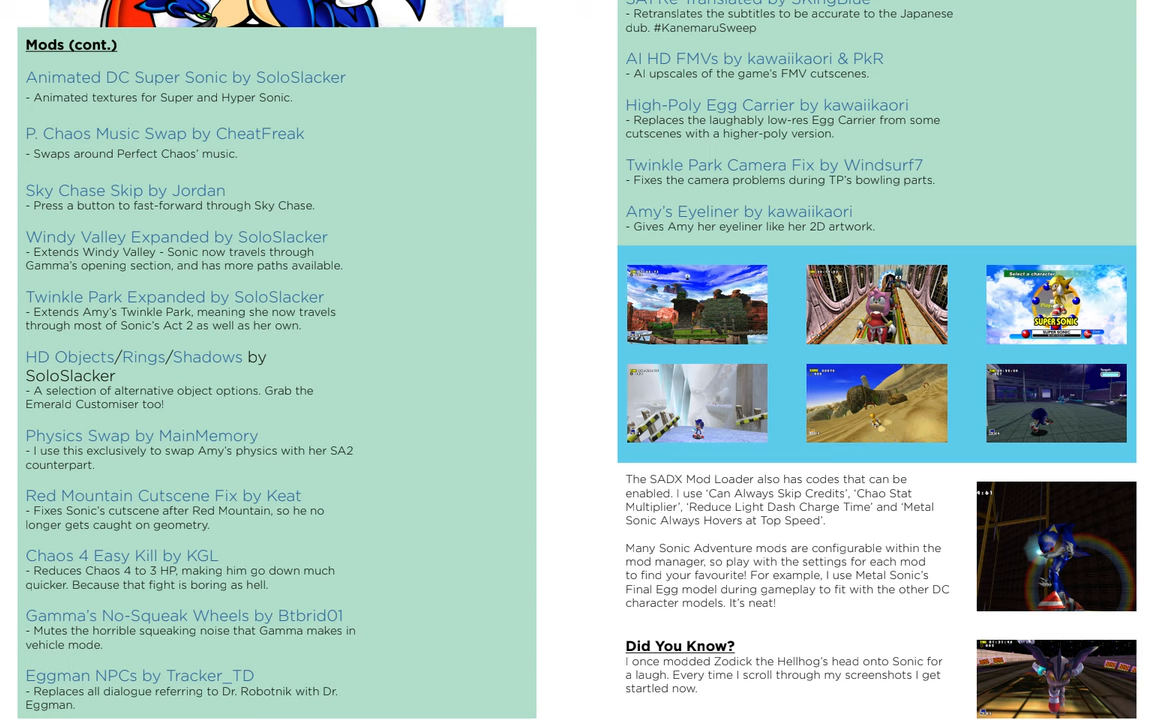 Mods (cont.)
Animated DC Super Sonic by SoloSlacker
- Animated textures for Super and Hyper Sonic.
P. Chaos Music Swap by CheatFreak
- Swaps around Perfect Chaos’ music.
Sky Chase Skip by Jordan
- Press a button to fast-forward through Sky Chase.
Windy Valley Expanded by SoloSlacker
- Extends Windy Valley - Sonic now travels through
Gamma’s opening section, and has more paths available.
Twinkle Park Expanded by SoloSlacker
- Extends Amy’s Twinkle Park, meaning she now travels
through most of Sonic’s Act 2 as well as her own.
HD Objects/Rings/Shadows by
SoloSlacker
- A selection of alternative object options. Grab the
Emerald Customiser too!
Physics Swap by MainMemory
- I use this exclusively to swap Amy’s physics with her SA2
counterpart.
Red Mountain Cutscene Fix by Keat
- Fixes Sonic’s cutscene after Red Mountain, so he no
longer gets caught on geometry.
Chaos 4 Easy Kill by KGL
- Reduces Chaos 4 to 3 HP, making him go down much
quicker. Because that fight is boring as hell.
Gamma’s No-Squeak Wheels by Btbrid01
- Mutes the horrible squeaking noise that Gamma makes in
vehicle mode.
Eggman NPCs by Tracker_TD
- Replaces all dialogue referring to Dr. Robotnik with Dr.
Eggman.
SA1 Re-Translated by SKingBlue
- Retranslates the subtitles to be accurate to the Japanese
dub. #KanemaruSweep
AI HD FMVs by kawaiikaori & PkR
- AI upscales of the game’s FMV cutscenes.
High-Poly Egg Carrier by kawaiikaori
- Replaces the laughably low-res Egg Carrier from some
cutscenes with a higher-poly version.
Twinkle Park Camera Fix by Windsurf7
- Fixes the camera problems during TP’s bowling parts.
Amy’s Eyeliner by kawaiikaori
- Gives Amy her eyeliner like her 2D artwork.
Select a character
SUPER SONIC
SUPER SONIC
The SADX Mod Loader also has codes that can be
enabled. I use ‘Can Always Skip Credits’, ‘Chao Stat
Multiplier’, ‘Reduce Light Dash Charge Time’ and ‘Metal
Sonic Always Hovers at Top Speed’.
Many Sonic Adventure mods are configurable within the
mod manager, so play with the settings for each mod
to find your favourite! For example, I use Metal Sonic’s
Final Egg model during gameplay to fit with the other DC
character models. It’s neat!
Did You Know?
I once modded Zodick the Hellhog’s head onto Sonic for
a laugh. Every time I scroll through my screenshots I get
startled now.